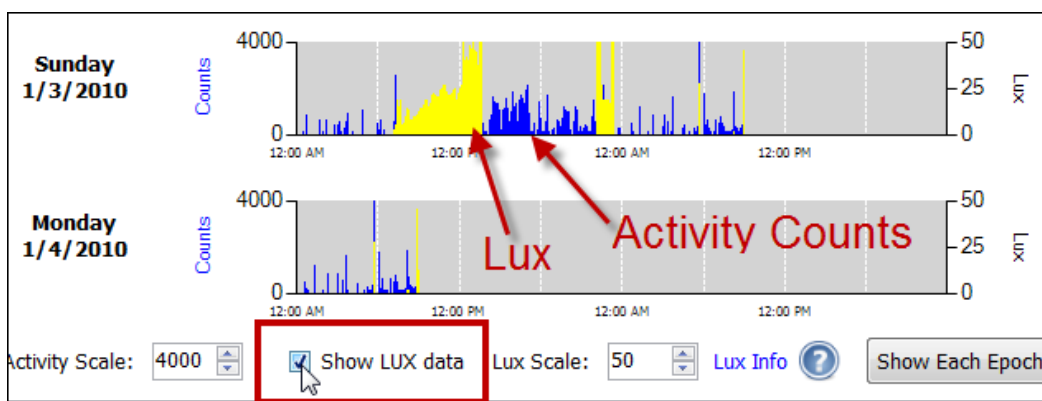 Sunday
1/3/2010
Counts
4000
0
50
25
0
Lux
12:00 AM 12:00 PM 12:00 AM 12:00 PM
Monday
1/4/2010
Counts
4000
0
50
25
0
Lux
12:00 AM 12:00 PM 12:00 AM 12:00 PM
Lux
Activity Counts
Activity Scale: 4000 Show LUX data Lux Scale: 50 Lux Info ? Show Each Epoch